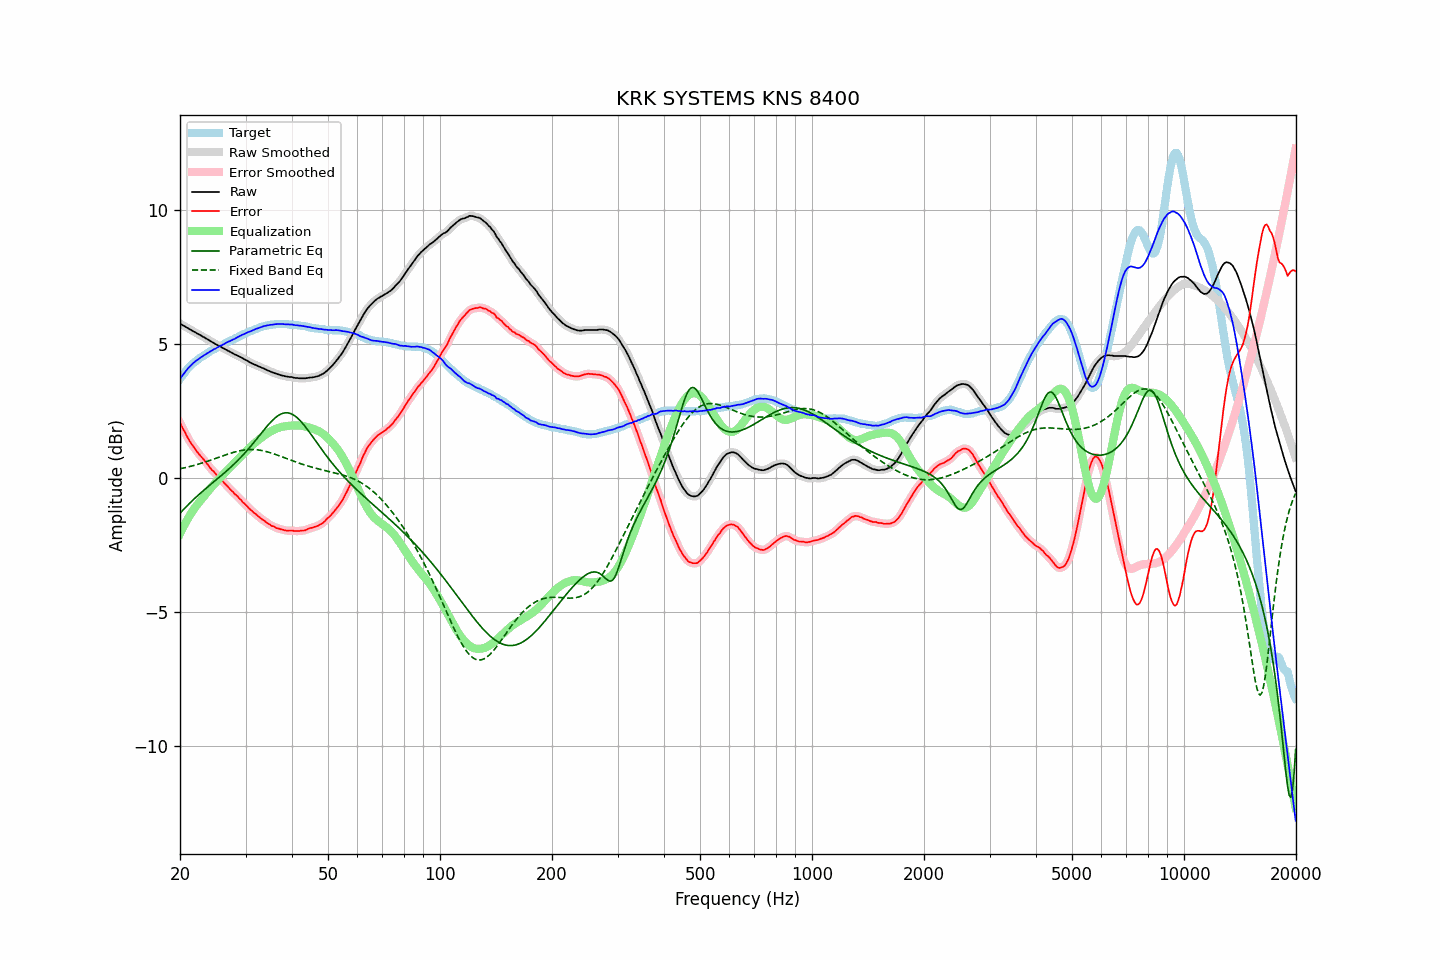 KRK SYSTEMS KNS 8400
Target
Raw Smoothed
Error Smoothed
Raw
Error
Equalization
Parametric Eq
Fixed Band Eq
Equalized
Amplitude (dBr)
10
5
0
−5
−10
20
50
100
200
500
1000
2000
5000
10000
20000
Frequency (Hz)